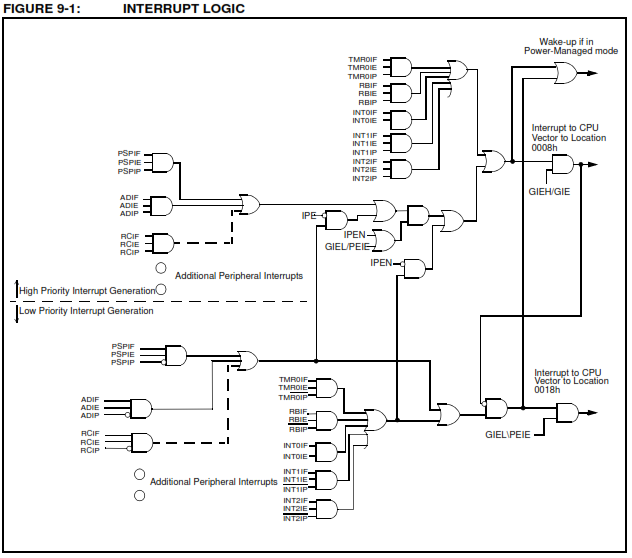 FIGURE 9-1: INTERRUPT LOGIC
Wake-up if in
Power-Managed mode
TMR0IF
TMR0IE
TMR0IP
RBIF
RBIE
RBIP
INT0IF
INT0IE
INT1IF
INT1IE
INT1IP
INT2IF
INT2IE
INT2IP
Interrupt to CPU
Vector to Location
0008h
GIEH/GIE
PSPIF
PSPIE
PSPIP
ADIF
ADIE
ADIP
RCIF
RCIE
RCIP
IPE
IPEN
GIEL/PEIE
IPEN
Additional Peripheral Interrupts
High Priority Interrupt Generation
Low Priority Interrupt Generation
PSPIF
PSPIE
PSPIP
ADIF
ADIE
ADIP
RCIF
RCIE
RCIP
Additional Peripheral Interrupts
TMR0IF
TMR0IE
TMR0IP
RBIF
RBIE
RBIP
INT0IF
INT0IE
INT1IF
INT1IE
INT1IP
INT2IF
INT2IE
INT2IP
Interrupt to CPU
Vector to Location
0018h
GIEL\PEIE